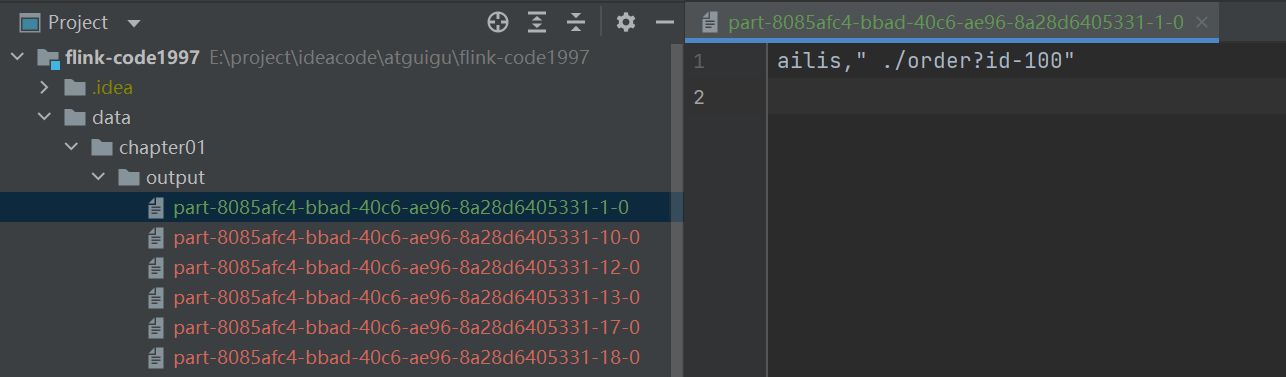 Project
flink-code1997 E:\project\ideacode\atguigu\flink-code1997
.idea
data
chapter01
output
part-8085afc4-bbad-40c6-ae96-8a28d6405331-1-0
part-8085afc4-bbad-40c6-ae96-8a28d6405331-10-0
part-8085afc4-bbad-40c6-ae96-8a28d6405331-12-0
part-8085afc4-bbad-40c6-ae96-8a28d6405331-13-0
part-8085afc4-bbad-40c6-ae96-8a28d6405331-17-0
part-8085afc4-bbad-40c6-ae96-8a28d6405331-18-0
part-8085afc4-bbad-40c6-ae96-8a28d6405331-1-0
1 ailis," ./order?id-100"
2